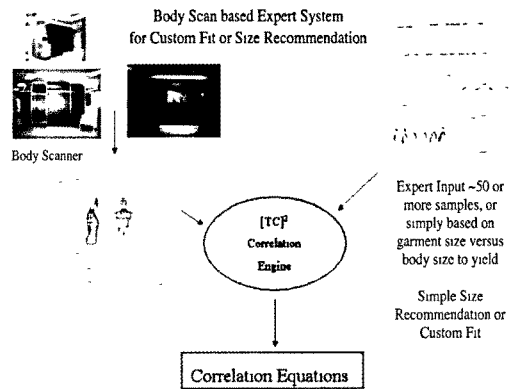 Body Scan based Expert System
for Custom Fit or Size Recommendation
Body Scanner
Expert Input ~50 or
more samples, or
simply based on
garment size versus
body size to yield
Simple Size
Recommendation or
Custom Fit
[TC]²
Correlation
Engine
Correlation Equations